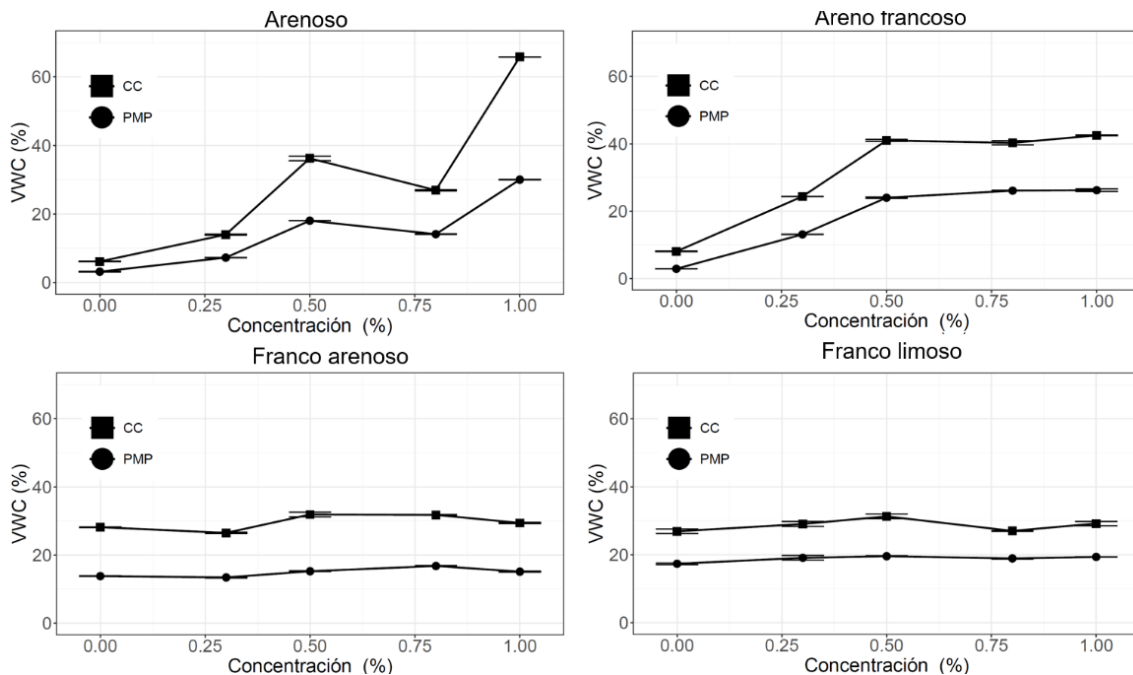 Arenoso
VWC (%)
60
40
20
0
CC
PMP
0.00 0.25 0.50 0.75 1.00
Concentración (%)
Areno francoso
VWC (%)
60
40
20
0
CC
PMP
0.00 0.25 0.50 0.75 1.00
Concentración (%)
Franco arenoso
VWC (%)
60
40
20
0
CC
PMP
0.00 0.25 0.50 0.75 1.00
Concentración (%)
Franco limoso
VWC (%)
60
40
20
0
CC
PMP
0.00 0.25 0.50 0.75 1.00
Concentración (%)